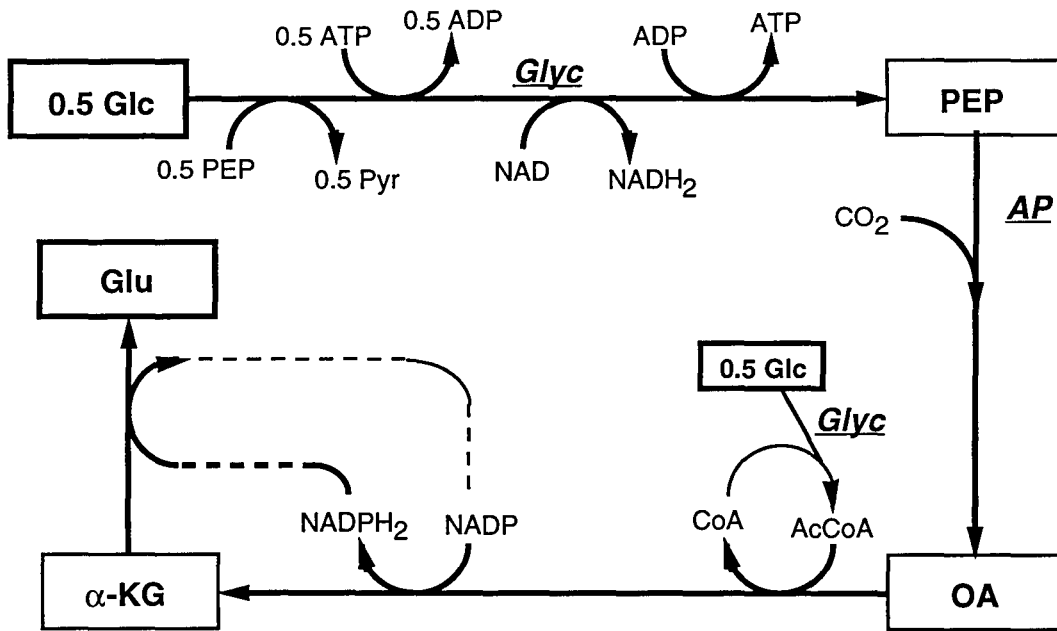 0.5 ATP
0.5 ADP
ADP
ATP
Glyc
0.5 Glc
PEP
0.5 PEP
0.5 Pyr
NAD
NADH₂
AP
CO₂
Glu
0.5 Glc
Glyc
NADPH₂
NADP
CoA
AcCoA
α-KG
OA